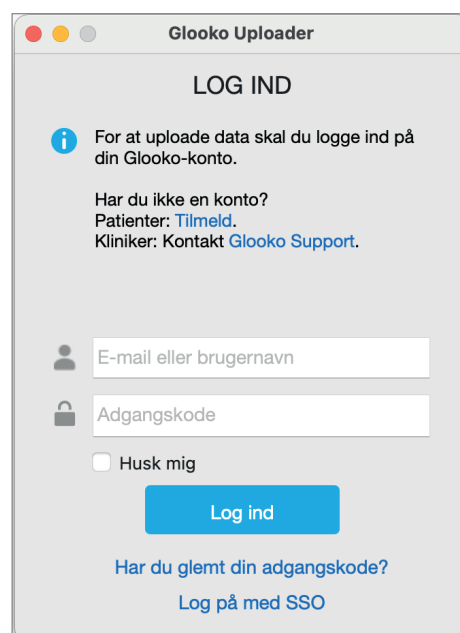 Glooko Uploader
LOG IND
For at uploade data skal du logge ind på
din Glooko-konto.
Har du ikke en konto?
Patienter: Tilmeld.
Kliniker: Kontakt Glooko Support.
E-mail eller brugernavn
Adgangskode
Husk mig
Log ind
Har du glemt din adgangskode?
Log på med SSO